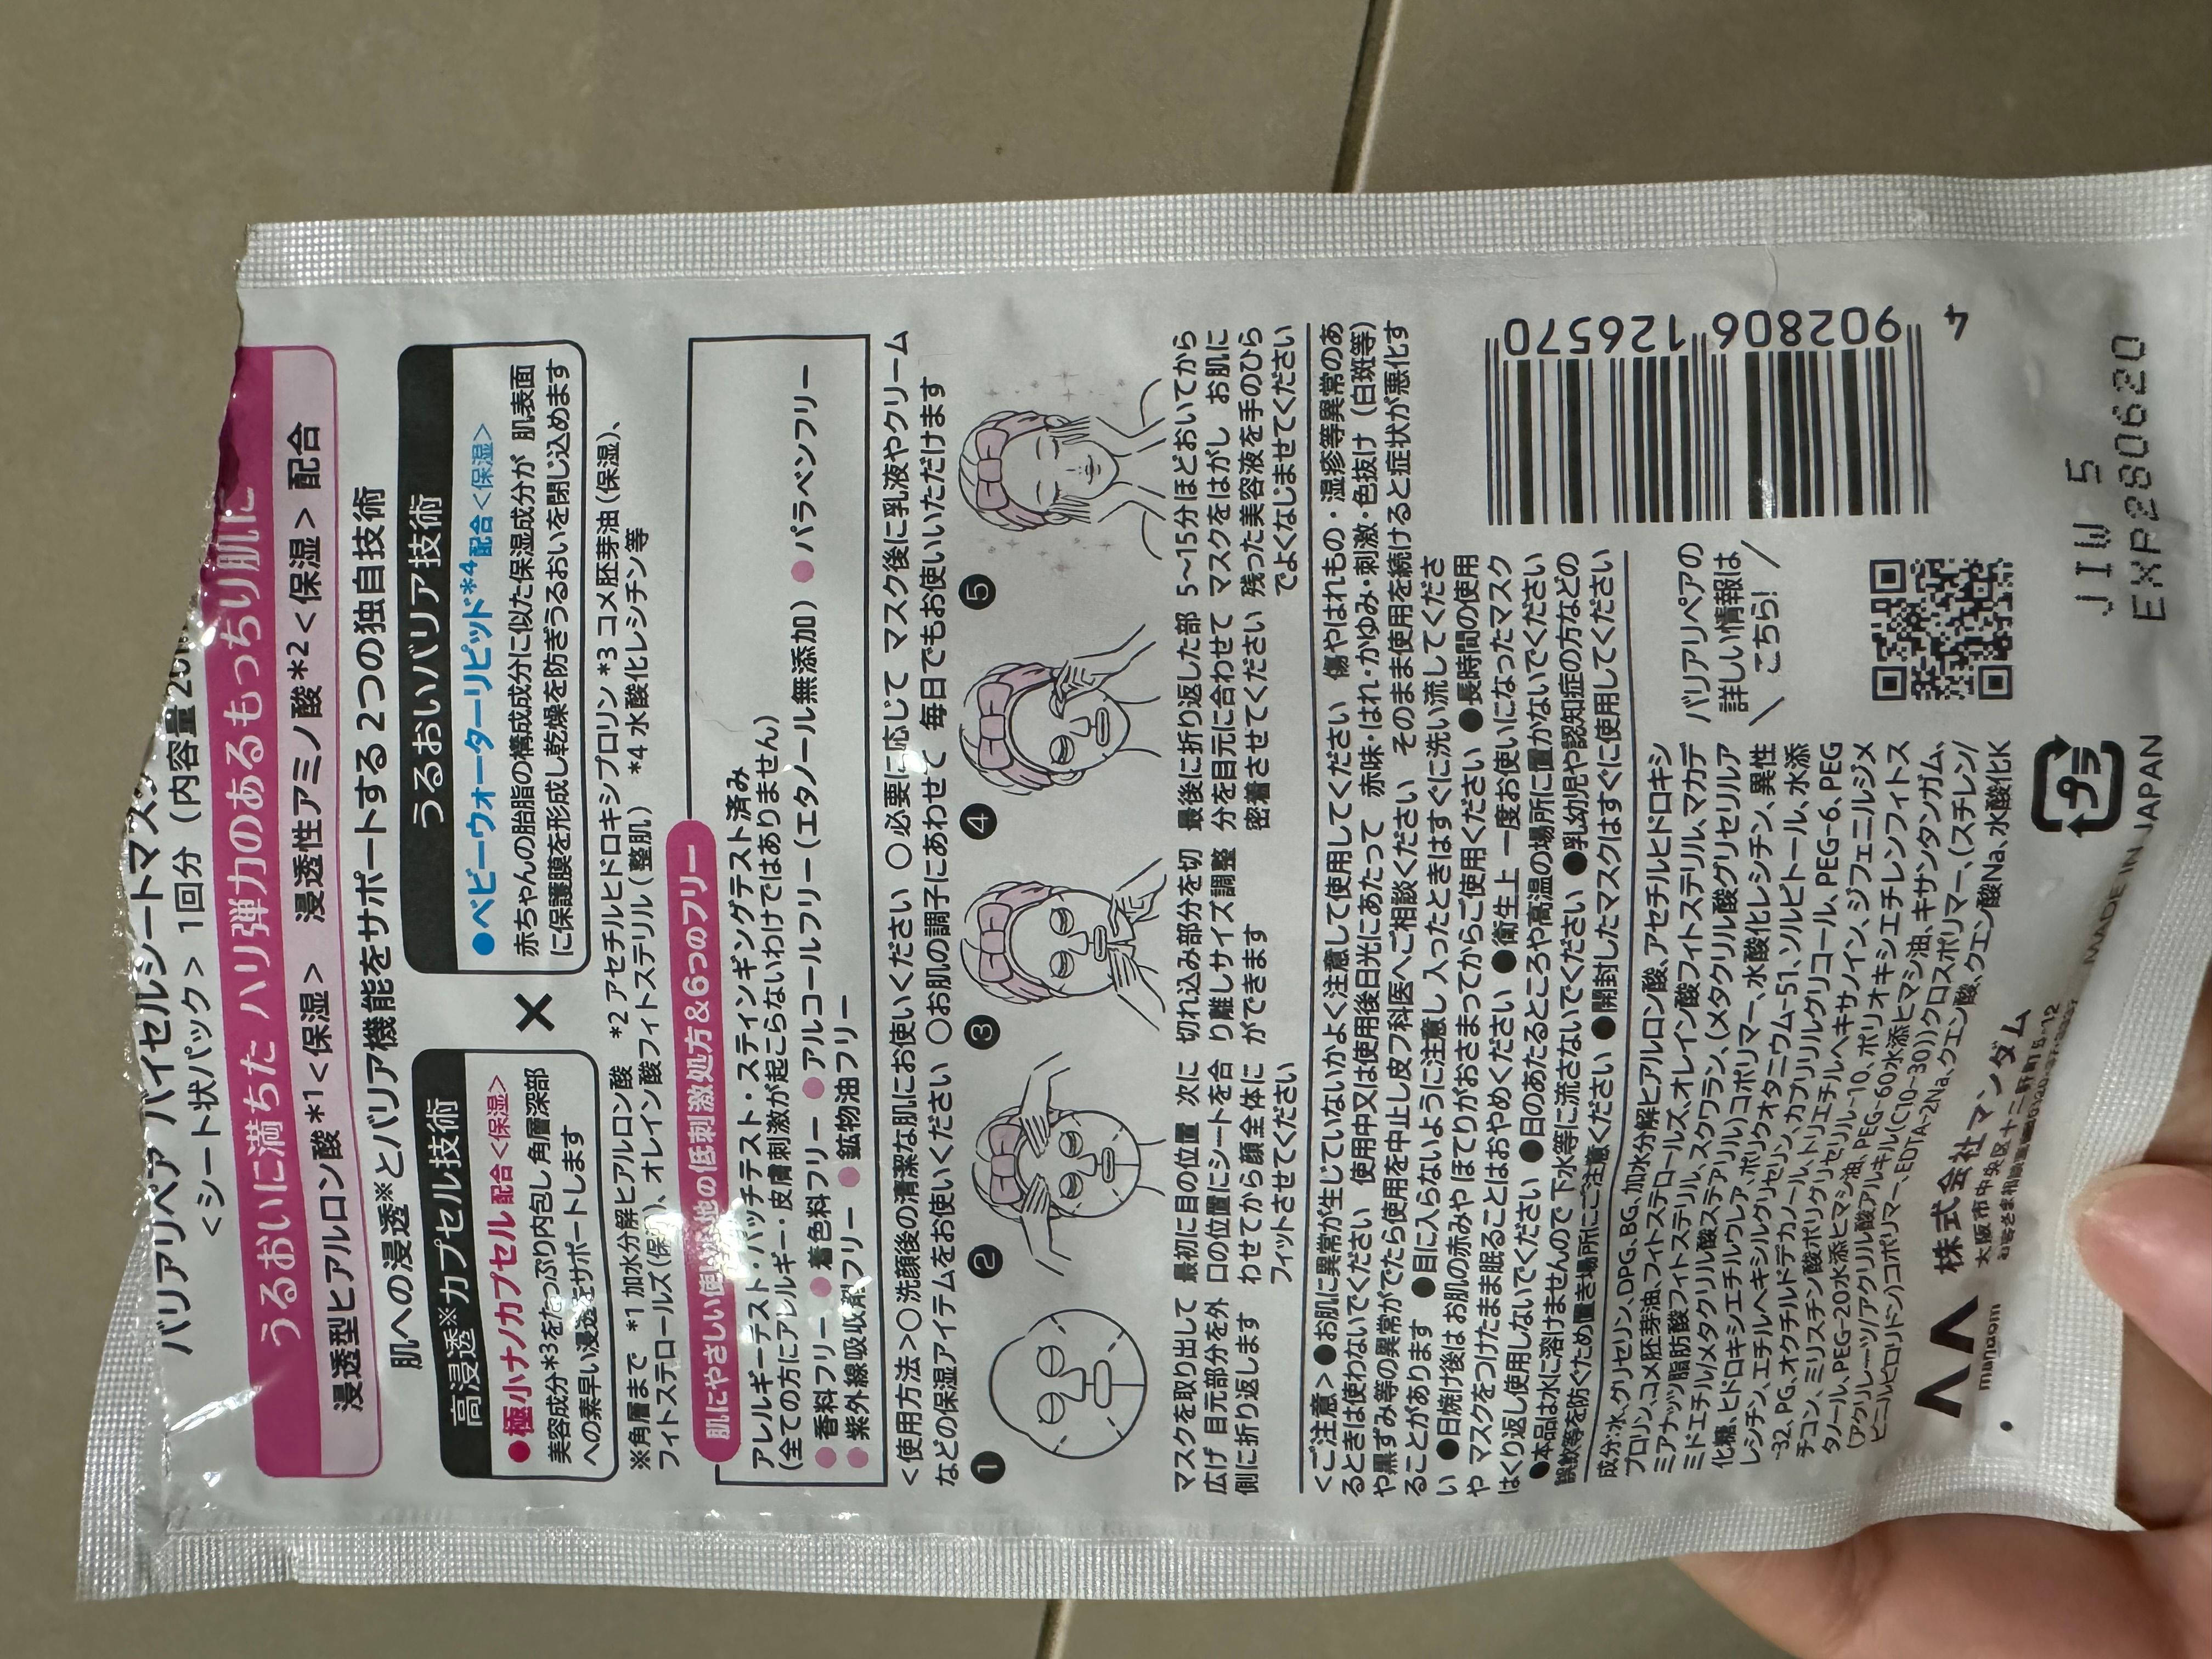 バリアリペア バイセルシートマスク
<シート状パック> 1回分 (内容量
うるおいに満ちた ハリ弾力のあるもっちり肌に
浸透型ヒアルロン酸*1<保湿> 浸透性アミノ酸*2<保湿> 配合
肌への浸透※とバリア機能をサポートする2つの独自技術
高浸透※カプセル技術
●極小ナノカプセル配合<保湿>
美容成分*3をたっぷり内包し 角層深部
への素早い浸透をサポートします
×
うるおいバリア技術
●ベビーウォーターリピッド*4配合<保湿>
赤ちゃんの胎脂の構成成分に似た保湿成分が 肌表面
に保護膜を形成し乾燥を防ぎうるおいを閉じ込めます
※角層まで *1 加水分解ヒアルロン酸 *2 アセチルヒドロキシプロリン *3 コメ胚芽油(保湿)、
フィトステロールズ(保湿)、オレイン酸フィトステリル(整肌) *4 水酸化レシチン等
肌にやさしい使い心地の低刺激処方&6つのフリー
アレルギーテスト・パッチテスト・スティンギングテスト済み
(全ての方にアレルギー・皮膚刺激が起こらないわけではありません)
●香料フリー ●着色料フリー ●アルコールフリー(エタノール無添加) ●パラベンフリー
●紫外線吸収剤フリー ●鉱物油フリー
<使用方法>○洗顔後の清潔な肌にお使いください ○必要に応じて マスク後に乳液やクリーム
などの保湿アイテムをお使いください ○お肌の調子にあわせて 毎日でもお使いいただけます
1
マスクを取り出して
広げ 目元部分を外
側に折り返します
2
最初に目の位置 次に
口の位置にシートを合
わせてから顔全体に
フィットさせてください
3
切れ込み部分を切
り離しサイズ調整
ができます
4
最後に折り返した部
分を目元に合わせて
密着させてください
5
5～15分ほどおいてから
マスクをはがし お肌に
残った美容液を手のひら
でよくなじませてください
<ご注意>●お肌に異常が生じていないかよく注意して使用してください 傷やはれもの・湿疹等異常のあ
るときは使わないでください 使用中又は使用後日光にあたって 赤味・はれ・かゆみ・刺激・色抜け(白斑等)
や黒ずみ等の異常がでたら使用を中止し皮フ科医へご相談ください そのまま使用を続けると症状が悪化す
ることがあります ●目に入らないように注意し 入ったときはすぐに洗い流してくださ
い ●日焼け後は お肌の赤みや ほてりがおさまってからご使用ください ●長時間の使用
や マスクをつけたまま眠ることはおやめください ●衛生上 一度お使いになったマスク
はくり返し使用しないでください ●日のあたるところや高温の場所に置かないでください
●本品は水に溶けませんので下水等に流さないでください ●乳幼児や認知症の方などの
誤飲等を防ぐため置き場所にご注意ください ●開封したマスクはすぐに使用してください
成分:水、グリセリン、DPG、BG、加水分解ヒアルロン酸、アセチルヒドロキシ
プロリン、コメ胚芽油、フィトステロールズ、オレイン酸フィトステリル、マカデ
ミアナッツ脂肪酸フィトステリル、スクワラン、(メタクリル酸グリセリルア
ミドエチル/メタクリル酸ステアリル)コポリマー、水酸化レシチン、異性
化糖、ヒドロキシエチルウレア、ポリクオタニウム-51、ソルビトール、水添
レシチン、エチルヘキシルグリセリン、カプリリルグリコール、PEG-6、PEG
-32、PG、オクチルドデカノール、トリエチルヘキサノイン、ジフェニルジメ
チコン、ミリスチン酸ポリグリセリル-10、ポリオキシエチレンフィトス
タノール、PEG-20水添ヒマシ油、PEG-60水添ヒマシ油、キサンタンガム、
(アクリレーツ/アクリル酸アルキル(C10-30))クロスポリマー、(スチレン/
ビニルピロリドン)コポリマー、EDTA-2Na、クエン酸、クエン酸Na、水酸化K
バリアリペアの
詳しい情報は
\ こちら! /
4 902806 126570
mandom
株式会社マンダム
大阪市中央区十二軒町5-12
プラ
MADE IN JAPAN
JIW 5
EXP280620